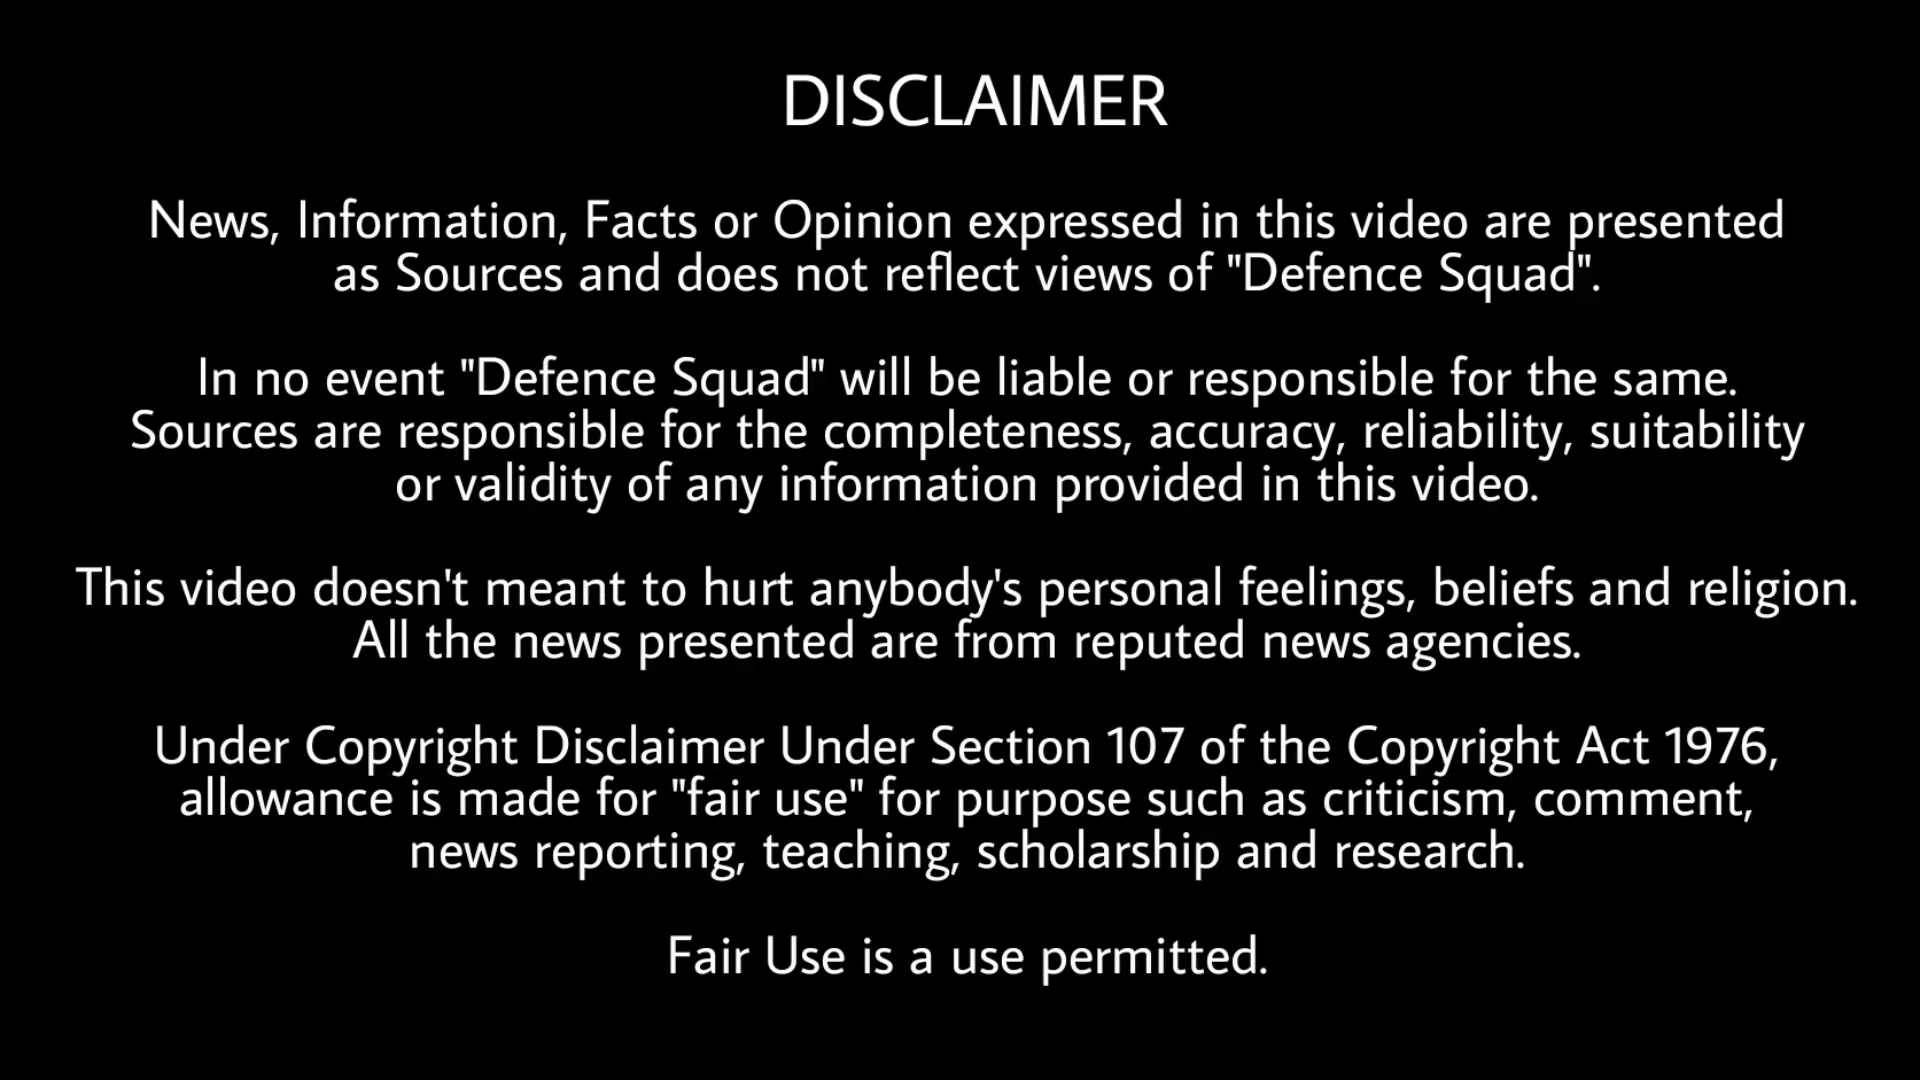 DISCLAIMER
News, Information, Facts or Opinion expressed in this video are presented
as Sources and does not reflect views of "Defence Squad".
In no event "Defence Squad" will be liable or responsible for the same.
Sources are responsible for the completeness, accuracy, reliability, suitability
or validity of any information provided in this video.
This video doesn't meant to hurt anybody's personal feelings, beliefs and religion.
All the news presented are from reputed news agencies.
Under Copyright Disclaimer Under Section 107 of the Copyright Act 1976,
allowance is made for "fair use" for purpose such as criticism, comment,
news reporting, teaching, scholarship and research.
Fair Use is a use permitted.